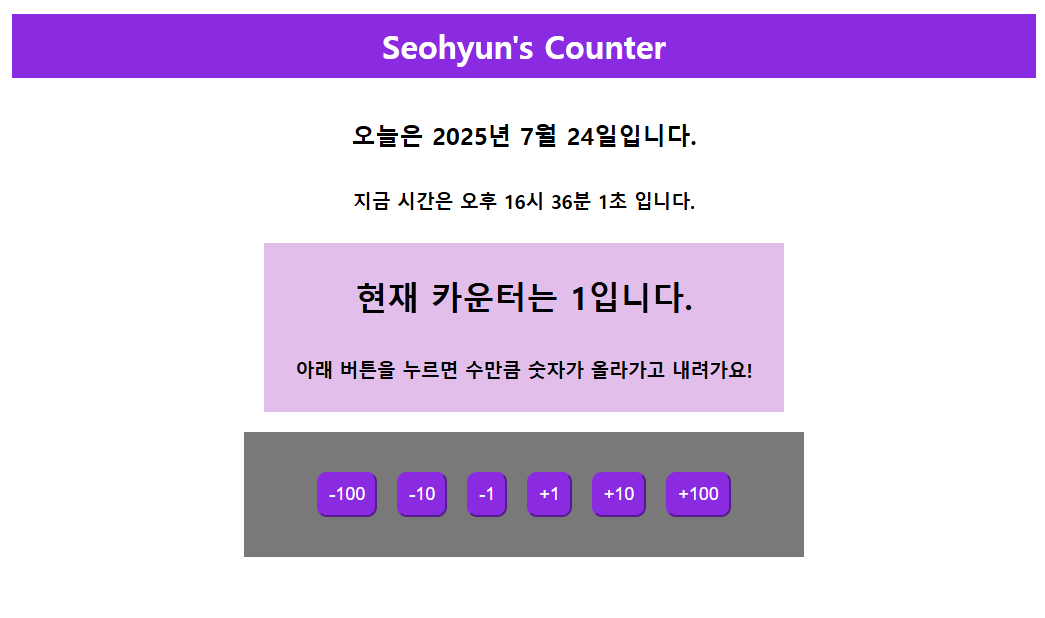 Seohyun's Counter
오늘은 2025년 7월 24일입니다.
지금 시간은 오후 16시 36분 1초 입니다.
현재 카운터는 1입니다.
아래 버튼을 누르면 수만큼 숫자가 올라가고 내려가요!
-100 -10 -1 +1 +10 +100